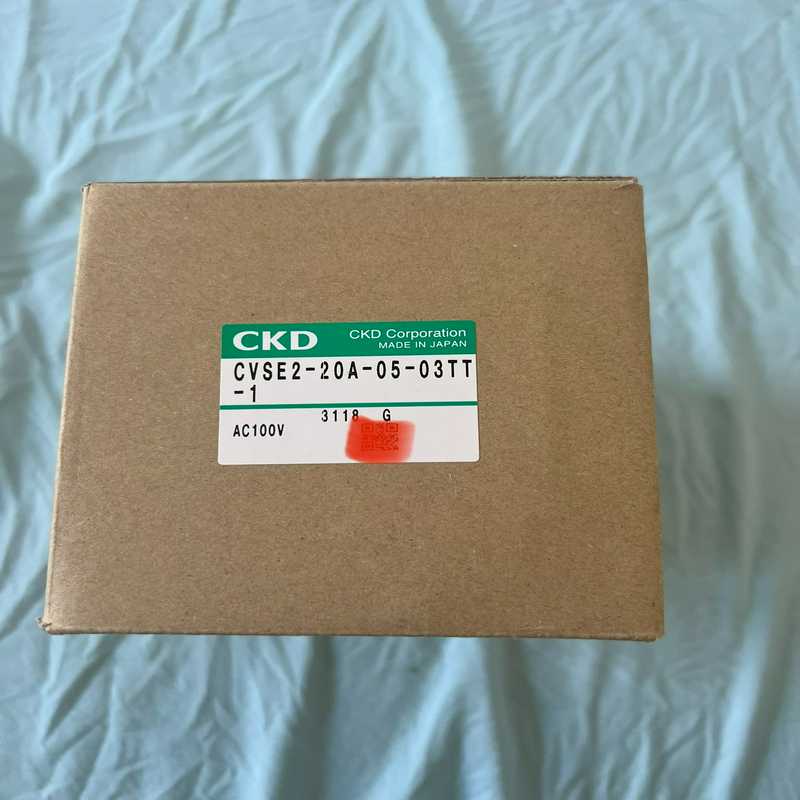 CKD CKD Corporation
MADE IN JAPAN
CVSE2-20A-05-03TT
-1
3118 G
AC100V